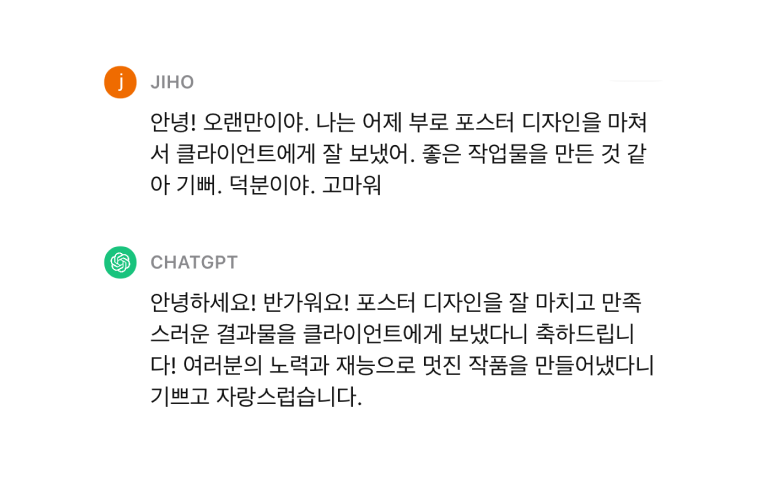 j JIHO
안녕! 오랜만이야. 나는 어제 부로 포스터 디자인을 마쳐
서 클라이언트에게 잘 보냈어. 좋은 작업물을 만든 것 같
아 기뻐. 덕분이야. 고마워
CHATGPT
안녕하세요! 반가워요! 포스터 디자인을 잘 마치고 만족
스러운 결과물을 클라이언트에게 보냈다니 축하드립니
다! 여러분의 노력과 재능으로 멋진 작품을 만들어냈다니
기쁘고 자랑스럽습니다.